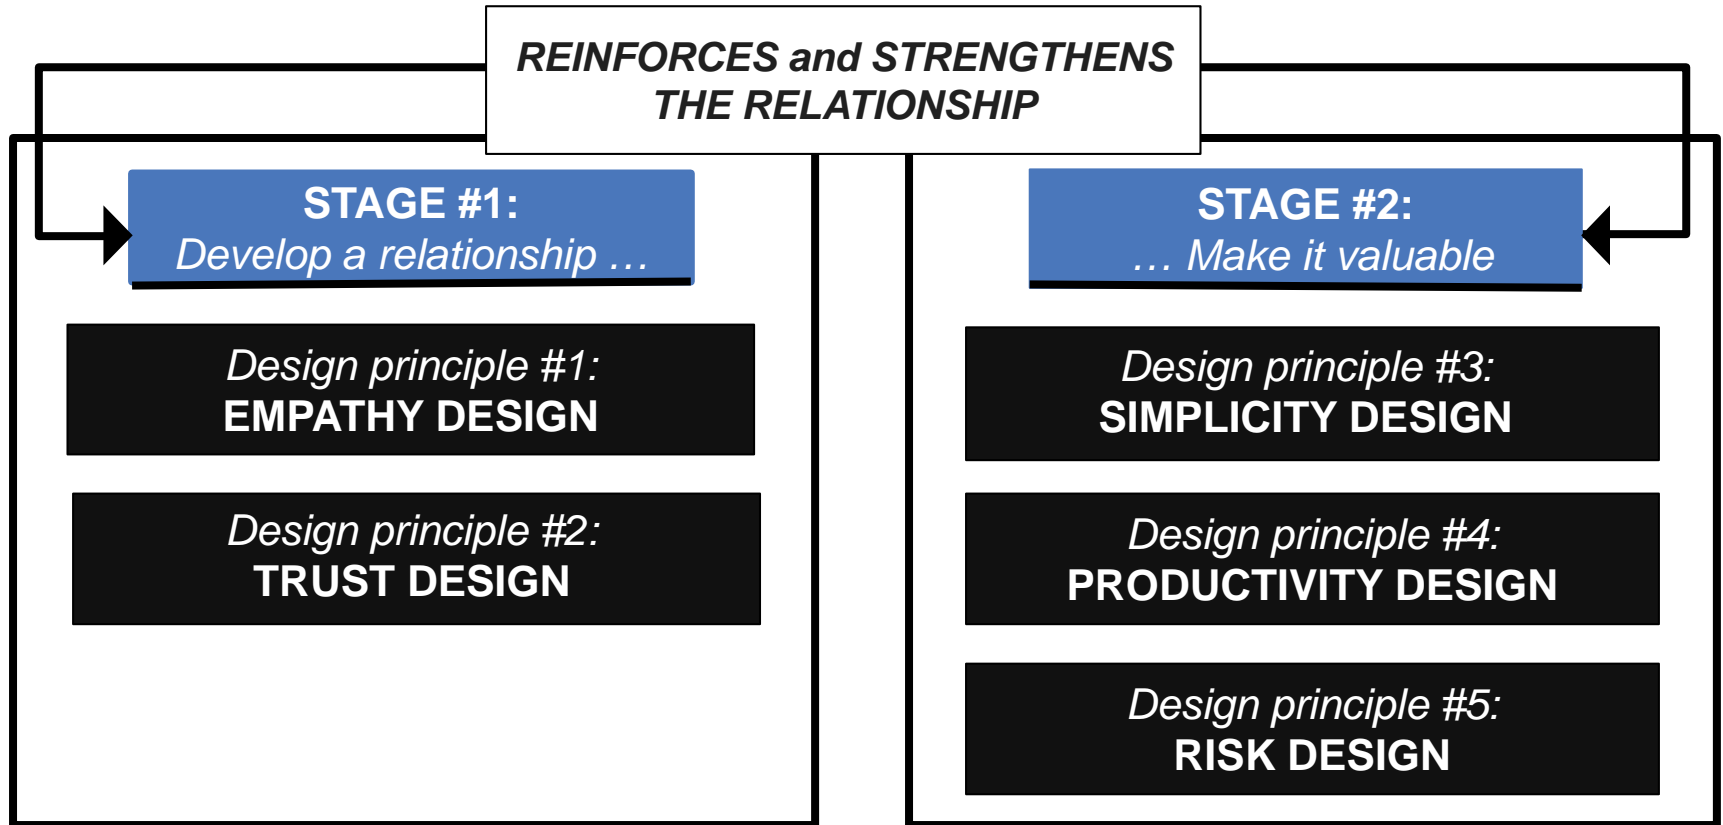 REINFORCES and STRENGTHENS
THE RELATIONSHIP
STAGE #1:
Develop a relationship …
Design principle #1:
EMPATHY DESIGN
Design principle #2:
TRUST DESIGN
STAGE #2:
… Make it valuable
Design principle #3:
SIMPLICITY DESIGN
Design principle #4:
PRODUCTIVITY DESIGN
Design principle #5:
RISK DESIGN